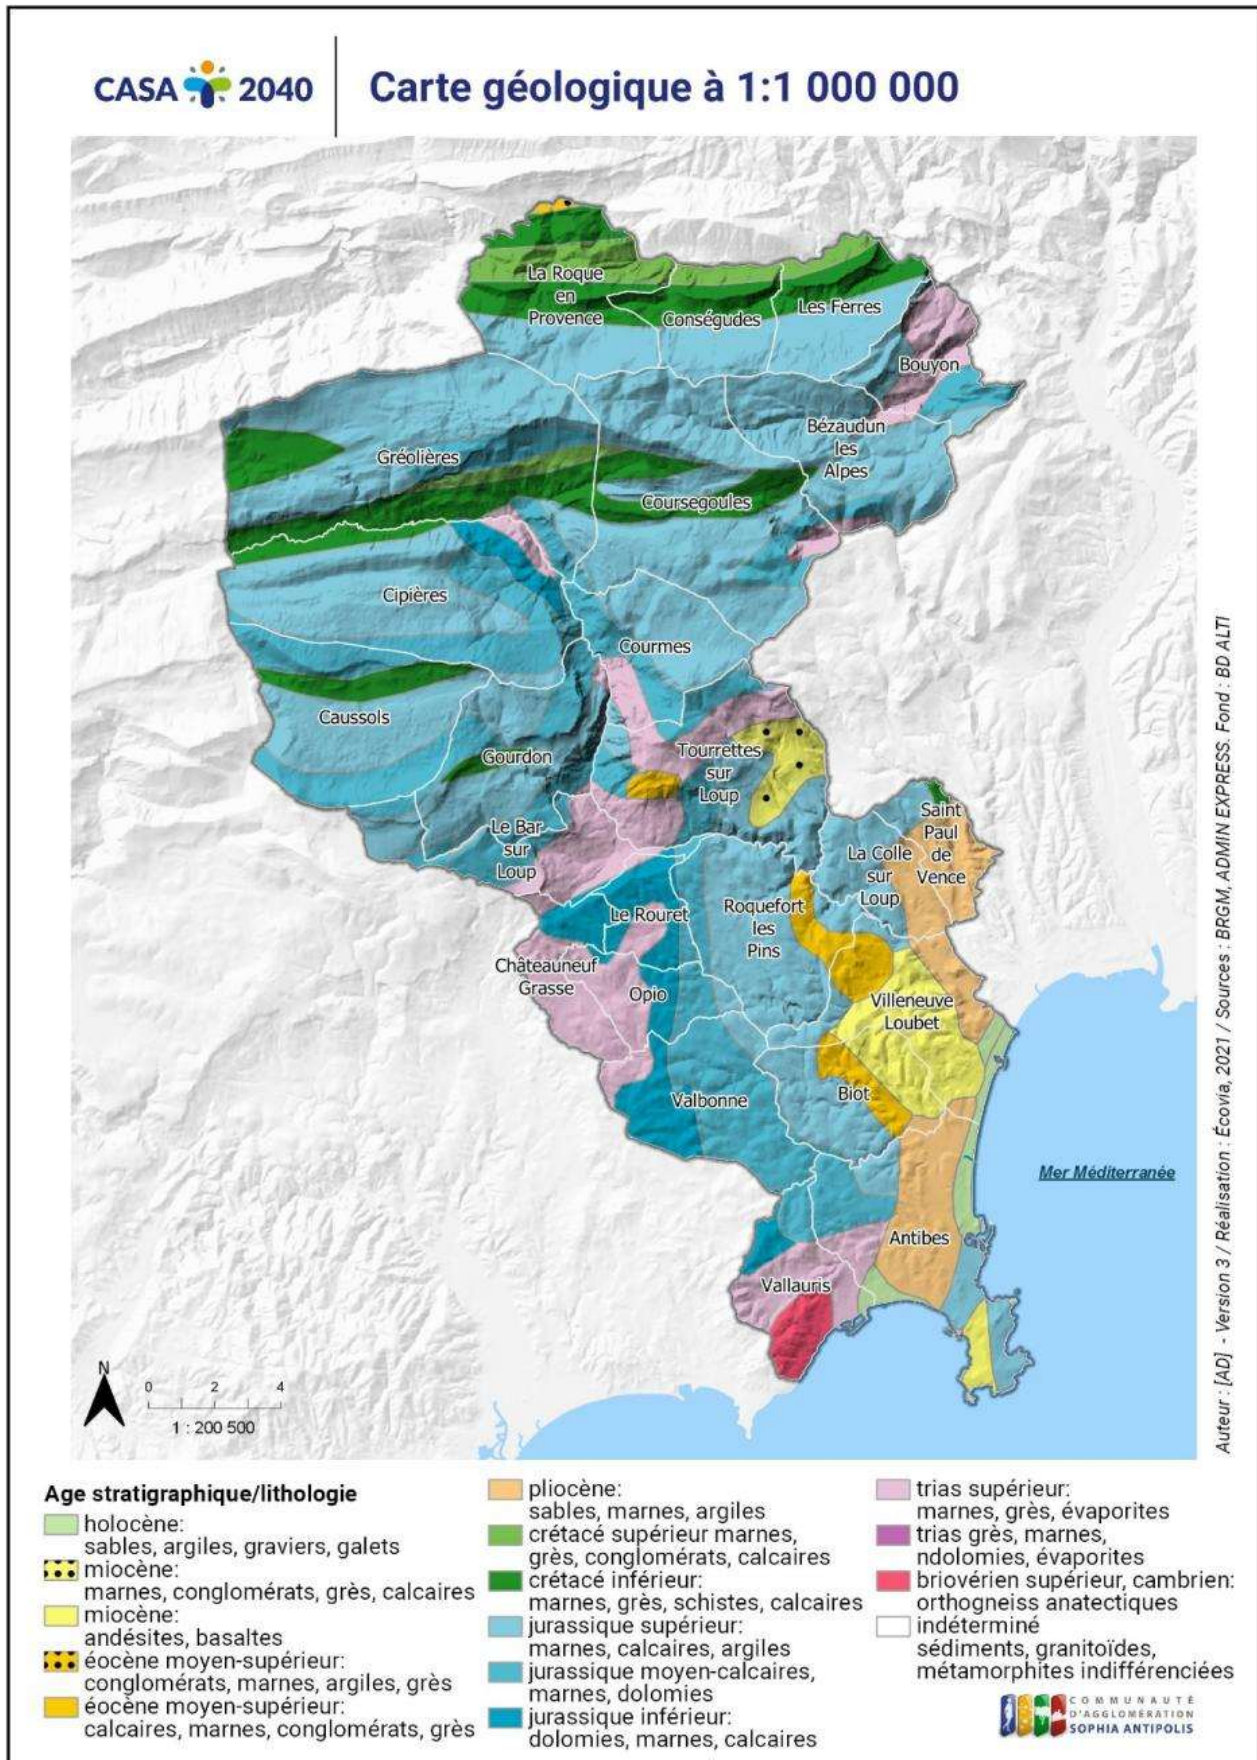 CASA 2040
Carte géologique à 1:1 000 000
La Roque
en
Provence
Conségudes
Les Ferres
Bouyon
Bézaudun
les
Alpes
Gréolières
Coursegoules
Cipières
Courmes
Caussols
Gourdon
Tourrettes
sur
Loup
Le Bar
sur
Loup
Saint
Paul
de
Vence
La Colle
sur
Loup
Le Rouret
Roquefort
les
Pins
Châteauneuf
Grasse
Opio
Villeneuve
Loubet
Valbonne
Biot
Mer Méditerranée
Antibes
Vallauris
N
0 2 4
1 : 200 500
Auteur : [AD] - Version 3 / Réalisation : Écovia, 2021 / Sources : BRGM, ADMIN EXPRESS. Fond : BD ALTI
Age stratigraphique/lithologie
holocène:
sables, argiles, graviers, galets
miocène:
marnes, conglomérats, grès, calcaires
miocène:
andésites, basaltes
éocène moyen-supérieur:
conglomérats, marnes, argiles, grès
éocène moyen-supérieur:
calcaires, marnes, conglomérats, grès
pliocène:
sables, marnes, argiles
crétacé supérieur marnes,
grès, conglomérats, calcaires
crétacé inférieur:
marnes, grès, schistes, calcaires
jurassique supérieur:
marnes, calcaires, argiles
jurassique moyen-calcaires,
marnes, dolomies
jurassique inférieur:
dolomies, marnes, calcaires
trias supérieur:
marnes, grès, évaporites
trias grès, marnes,
ndolomies, évaporites
briovérien supérieur, cambrien:
orthogneiss anatectiques
indéterminé
sédiments, granitoïdes,
métamorphites indifférenciées
COMMUNAUTÉ
D'AGGLOMÉRATION
SOPHIA ANTIPOLIS